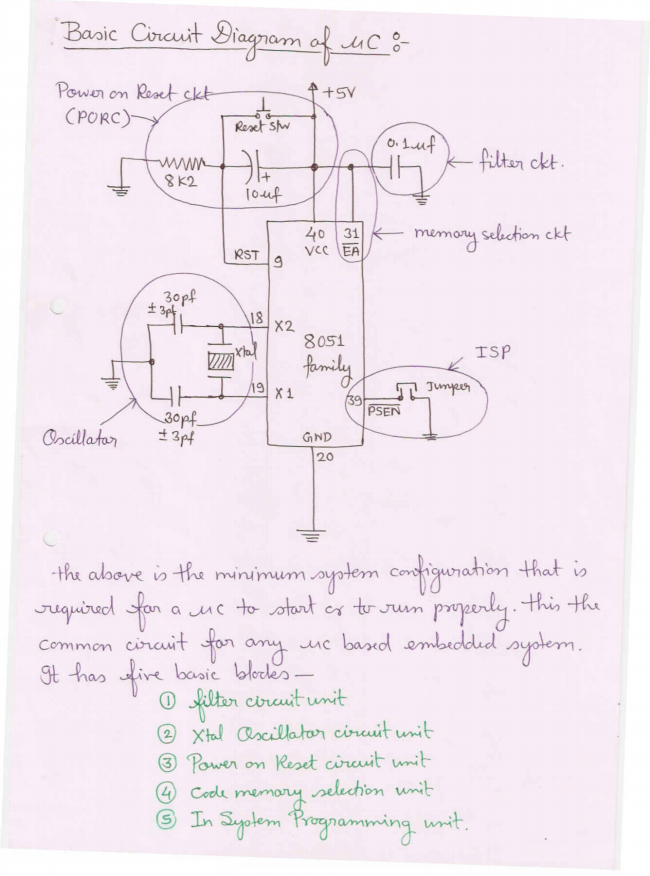 Basic Circuit Diagram of μC :-
Power on Reset ckt
(PORC)
+5V
Reset S/w
0.1uf
filter ckt.
8K2
+
10uf
40
VCC
31
EA
memory selection ckt
RST
9
30pf
± 3pf
18
X2
Xtal
8051
family
ISP
19
X1
39
PSEN
Jumper
30pf
± 3pf
Oscillator
GND
20
the above is the minimum system configuration that is
required for a uc to start or to run properly. this the
common circuit for any uc based embedded system.
It has five basic blocks —
① filter circuit unit
② Xtal Oscillator circuit unit
③ Power on Reset circuit unit
④ Code memory selection unit
⑤ In System Programming unit.